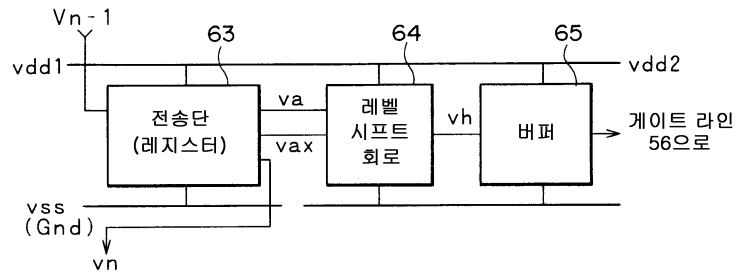 Vn-1
63
64
65
vdd1
vdd2
전송단
(레지스터)
va
vax
레벨
시프트
회로
vh
버퍼
게이트 라인
56으로
vss
(Gnd)
vn